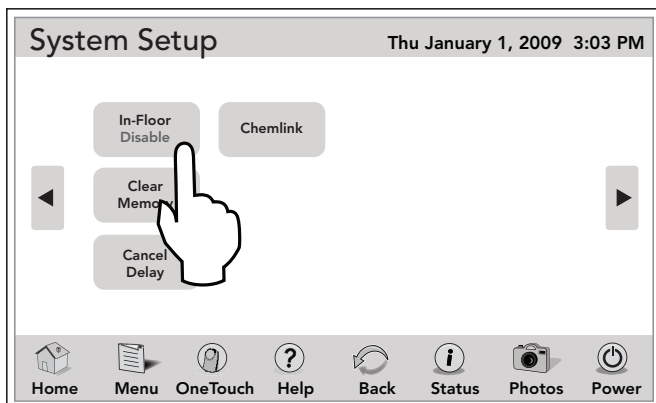 System Setup
Thu January 1, 2009 3:03 PM
In-Floor
Disable
Chemlink
Clear
Memory
Cancel
Delay
Home
Menu
OneTouch
Help
Back
Status
Photos
Power